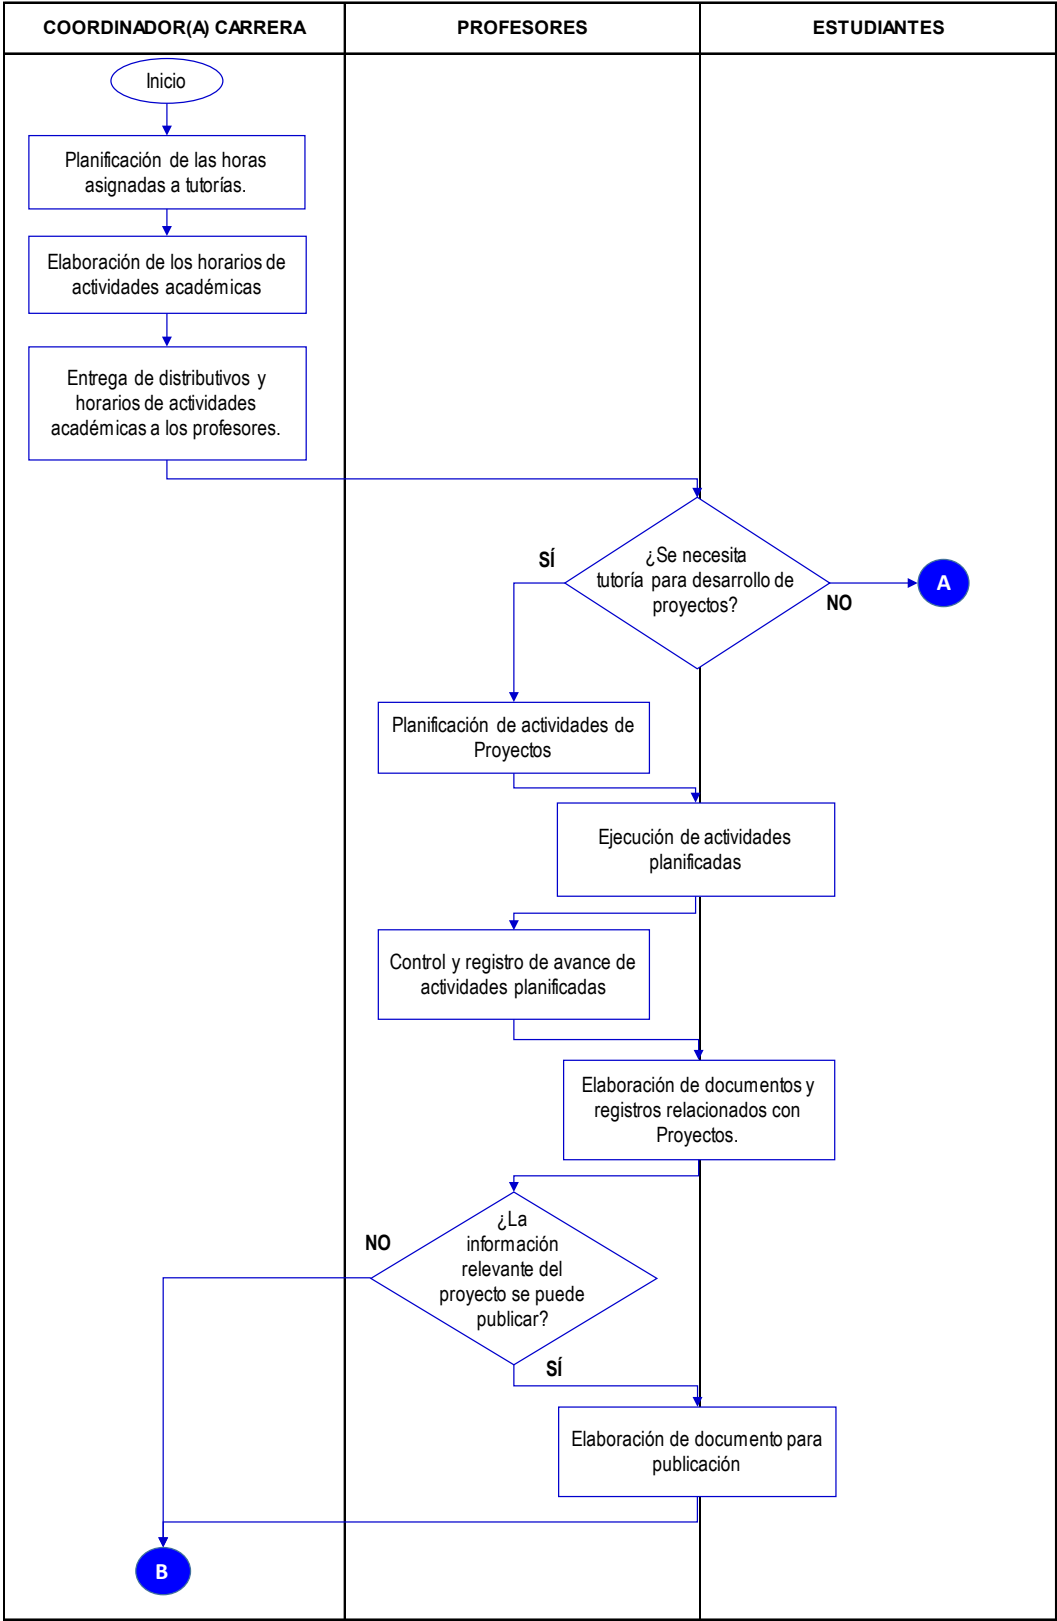 COORDINADOR(A) CARRERA
PROFESORES
ESTUDIANTES
Inicio
Planificación de las horas
asignadas a tutorías.
Elaboración de los horarios de
actividades académicas
Entrega de distributivos y
horarios de actividades
académicas a los profesores.
¿Se necesita
tutoría para desarrollo de
proyectos?
SÍ
NO
A
Planificación de actividades de
Proyectos
Ejecución de actividades
planificadas
Control y registro de avance de
actividades planificadas
Elaboración de documentos y
registros relacionados con
Proyectos.
¿La
información
relevante del
proyecto se puede
publicar?
NO
SÍ
Elaboración de documento para
publicación
B